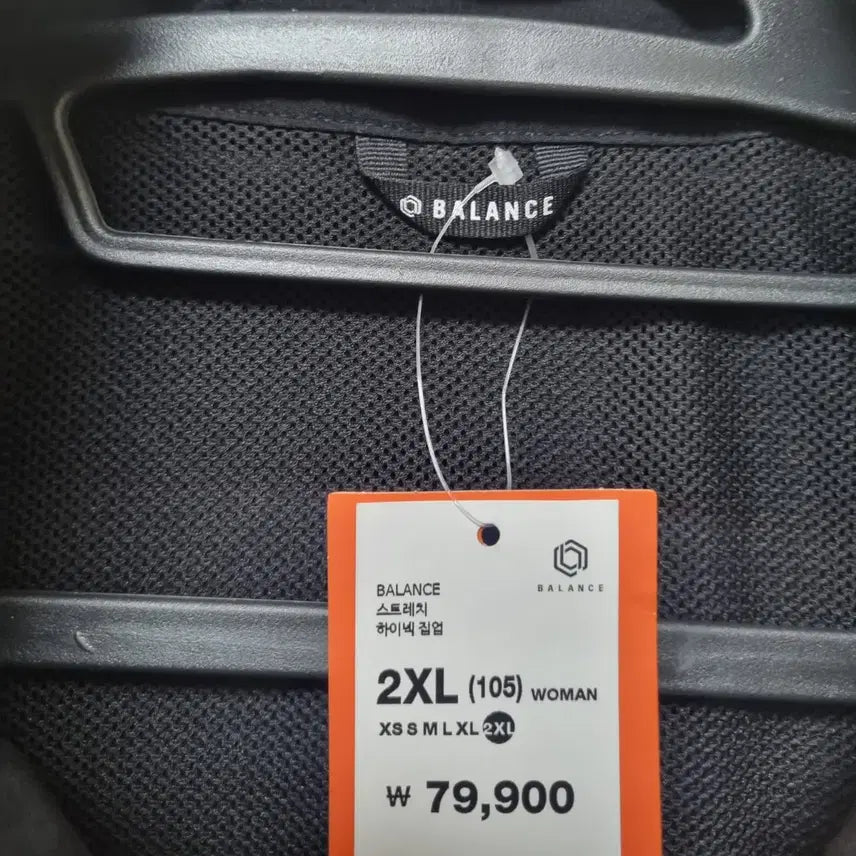 BALANCE
BALANCE
BALANCE
스트레치
하이넥 집업
2XL (105) WOMAN
XS S M L XL 2XL
₩ 79,900